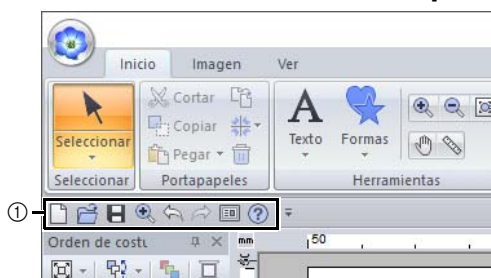 Inicio Imagen Ver
Cortar
Copiar
Pegar
Seleccionar
Texto Formas
Seleccionar Portapapeles Herramientas
①
Orden de costu mm 50